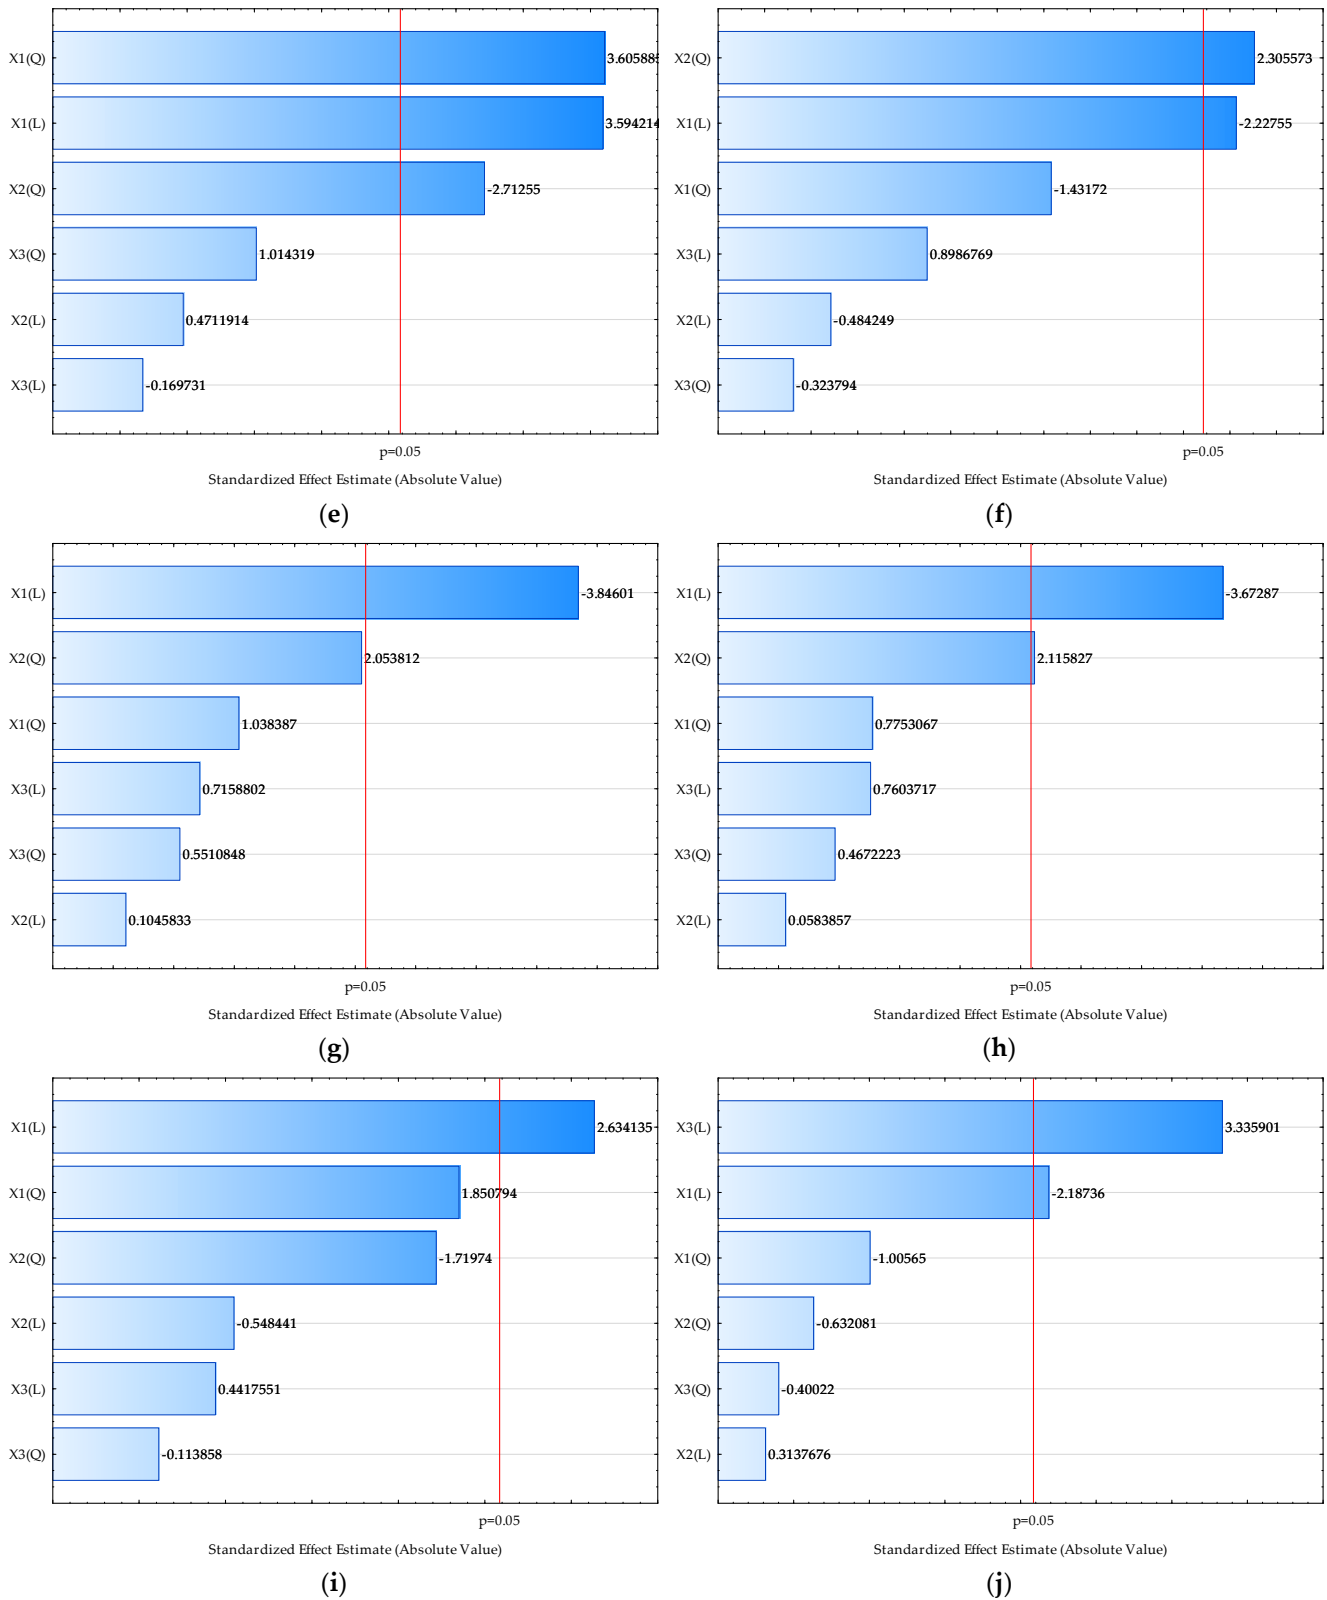 X1(Q) 3.605885
X1(L) 3.594214
X2(Q) -2.71255
X3(Q) 1.014319
X2(L) 0.4711914
X3(L) -0.169731
p=0.05
Standardized Effect Estimate (Absolute Value)
(e)
X2(Q) 2.305573
X1(L) -2.22755
X1(Q) -1.43172
X3(L) 0.8986769
X2(L) -0.484249
X3(Q) -0.323794
p=0.05
Standardized Effect Estimate (Absolute Value)
(f)
X1(L) -3.84601
X2(Q) 2.053812
X1(Q) 1.038387
X3(L) 0.7158802
X3(Q) 0.5510848
X2(L) 0.1045833
p=0.05
Standardized Effect Estimate (Absolute Value)
(g)
X1(L) -3.67287
X2(Q) 2.115827
X1(Q) 0.7753067
X3(L) 0.7603717
X3(Q) 0.4672223
X2(L) 0.0583857
p=0.05
Standardized Effect Estimate (Absolute Value)
(h)
X1(L) 2.634135
X1(Q) 1.850794
X2(Q) -1.71974
X2(L) -0.548441
X3(L) 0.4417551
X3(Q) -0.113858
p=0.05
Standardized Effect Estimate (Absolute Value)
(i)
X3(L) 3.335901
X1(L) -2.18736
X1(Q) -1.00565
X2(Q) -0.632081
X3(Q) -0.40022
X2(L) 0.3137676
p=0.05
Standardized Effect Estimate (Absolute Value)
(j)